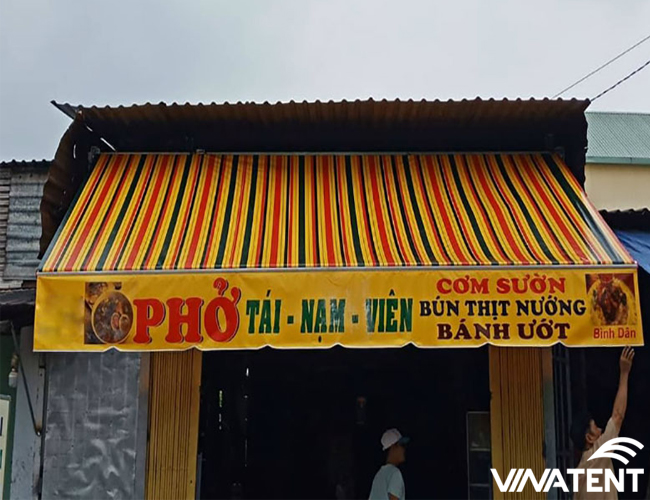 PHỞ TÁI - NẠM - VIÊN
CƠM SƯỜN
BÚN THỊT NƯỚNG
BÁNH ƯỚT
Bình Dân
VINATENT